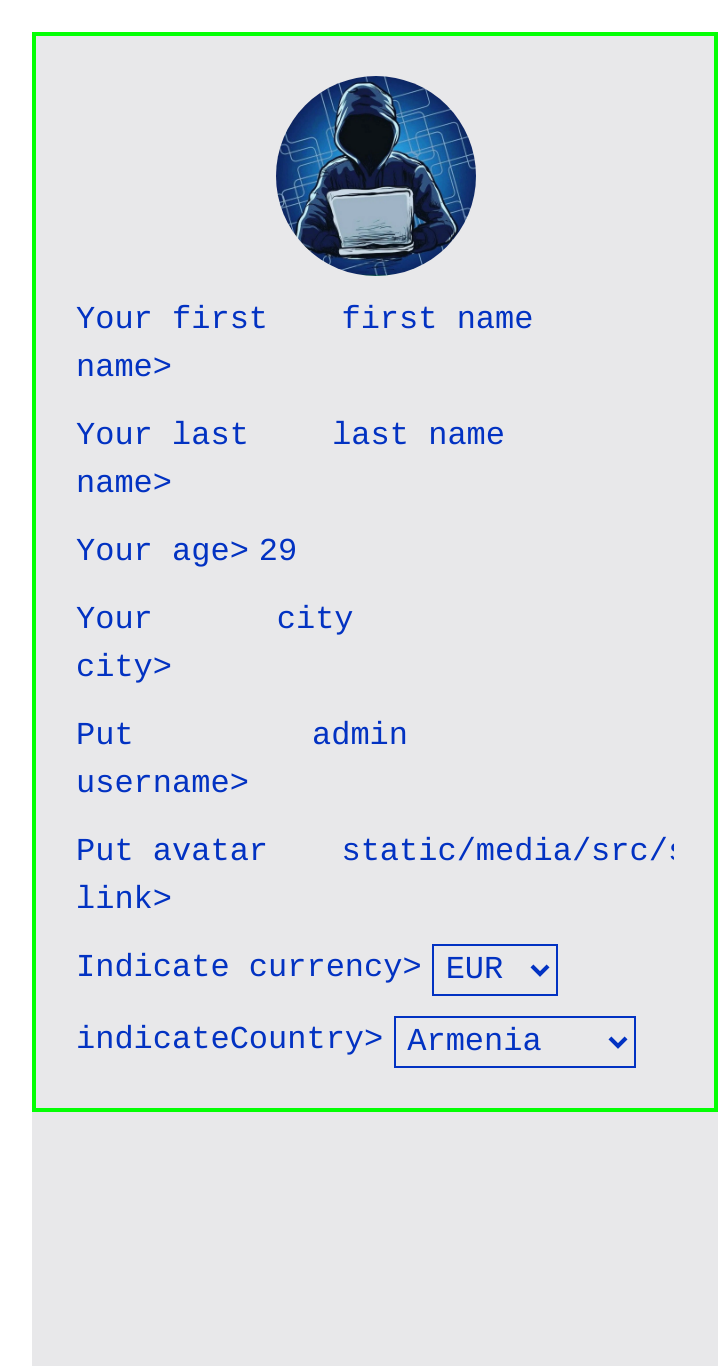 Your first name> first name
Your last name> last name
Your age> 29
Your city> city
Put username> admin
Put avatar link> static/media/src/
Indicate currency> EUR
indicateCountry> Armenia